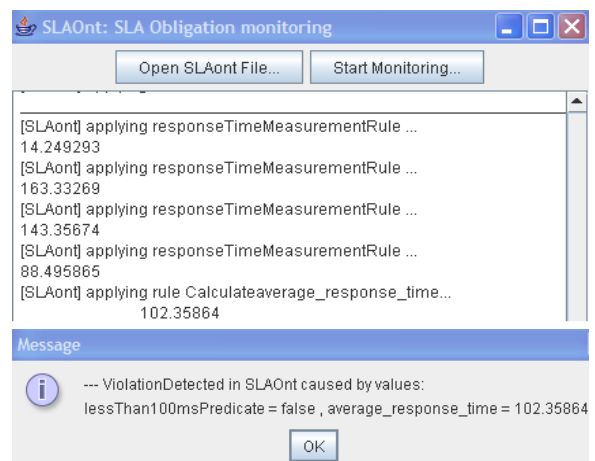 SLAOnt: SLA Obligation monitoring
Open SLAont File... Start Monitoring...
[SLAont] applying responseTimeMeasurementRule ...
14.249293
[SLAont] applying responseTimeMeasurementRule ...
163.33269
[SLAont] applying responseTimeMeasurementRule ...
143.35674
[SLAont] applying responseTimeMeasurementRule ...
88.495865
[SLAont] applying rule Calculateaverage_response_time...
102.35864
Message
--- ViolationDetected in SLAOnt caused by values:
lessThan100msPredicate = false , average_response_time = 102.35864
OK